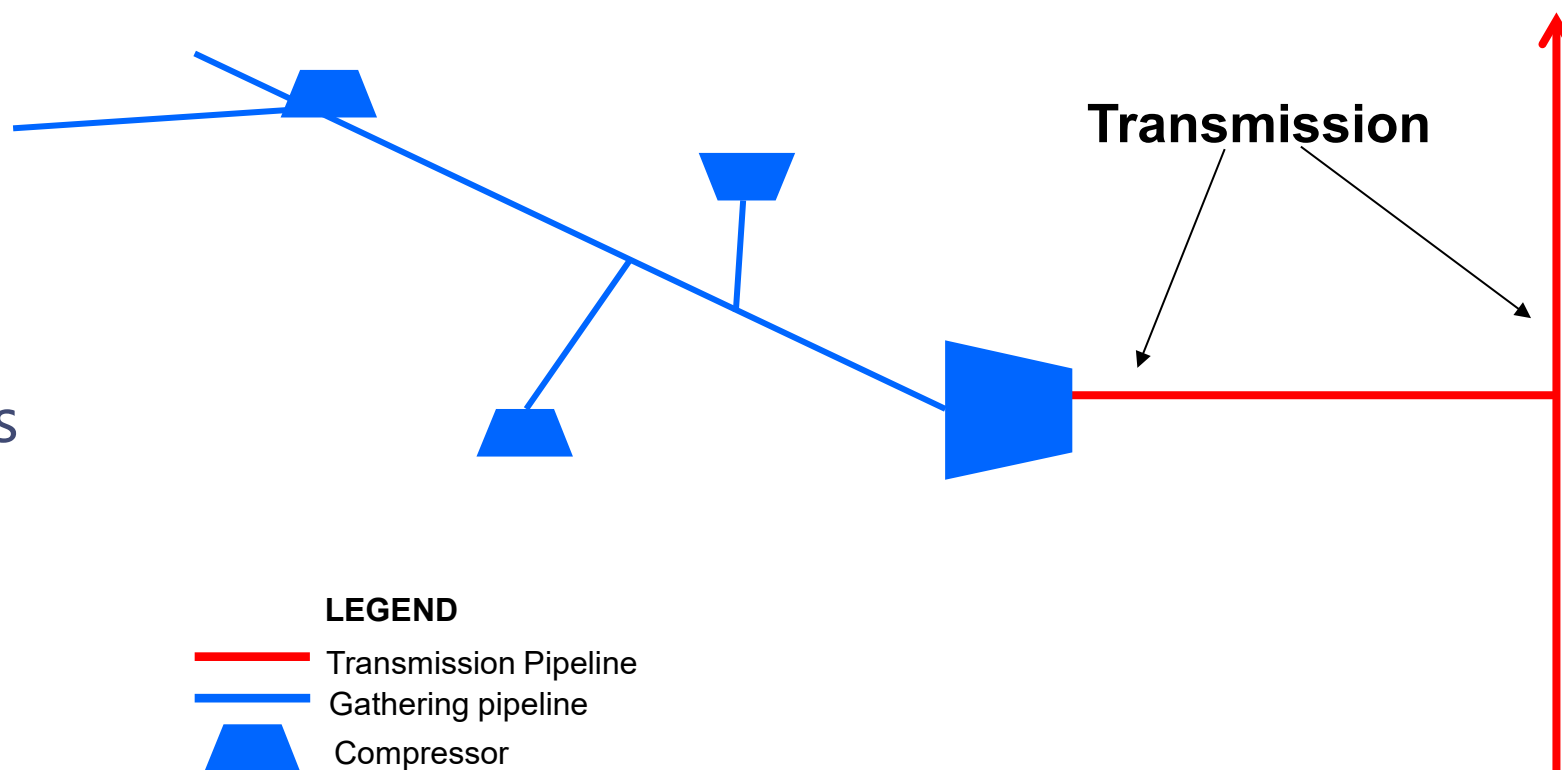 Transmission
s
LEGEND
Transmission Pipeline
Gathering pipeline
Compressor